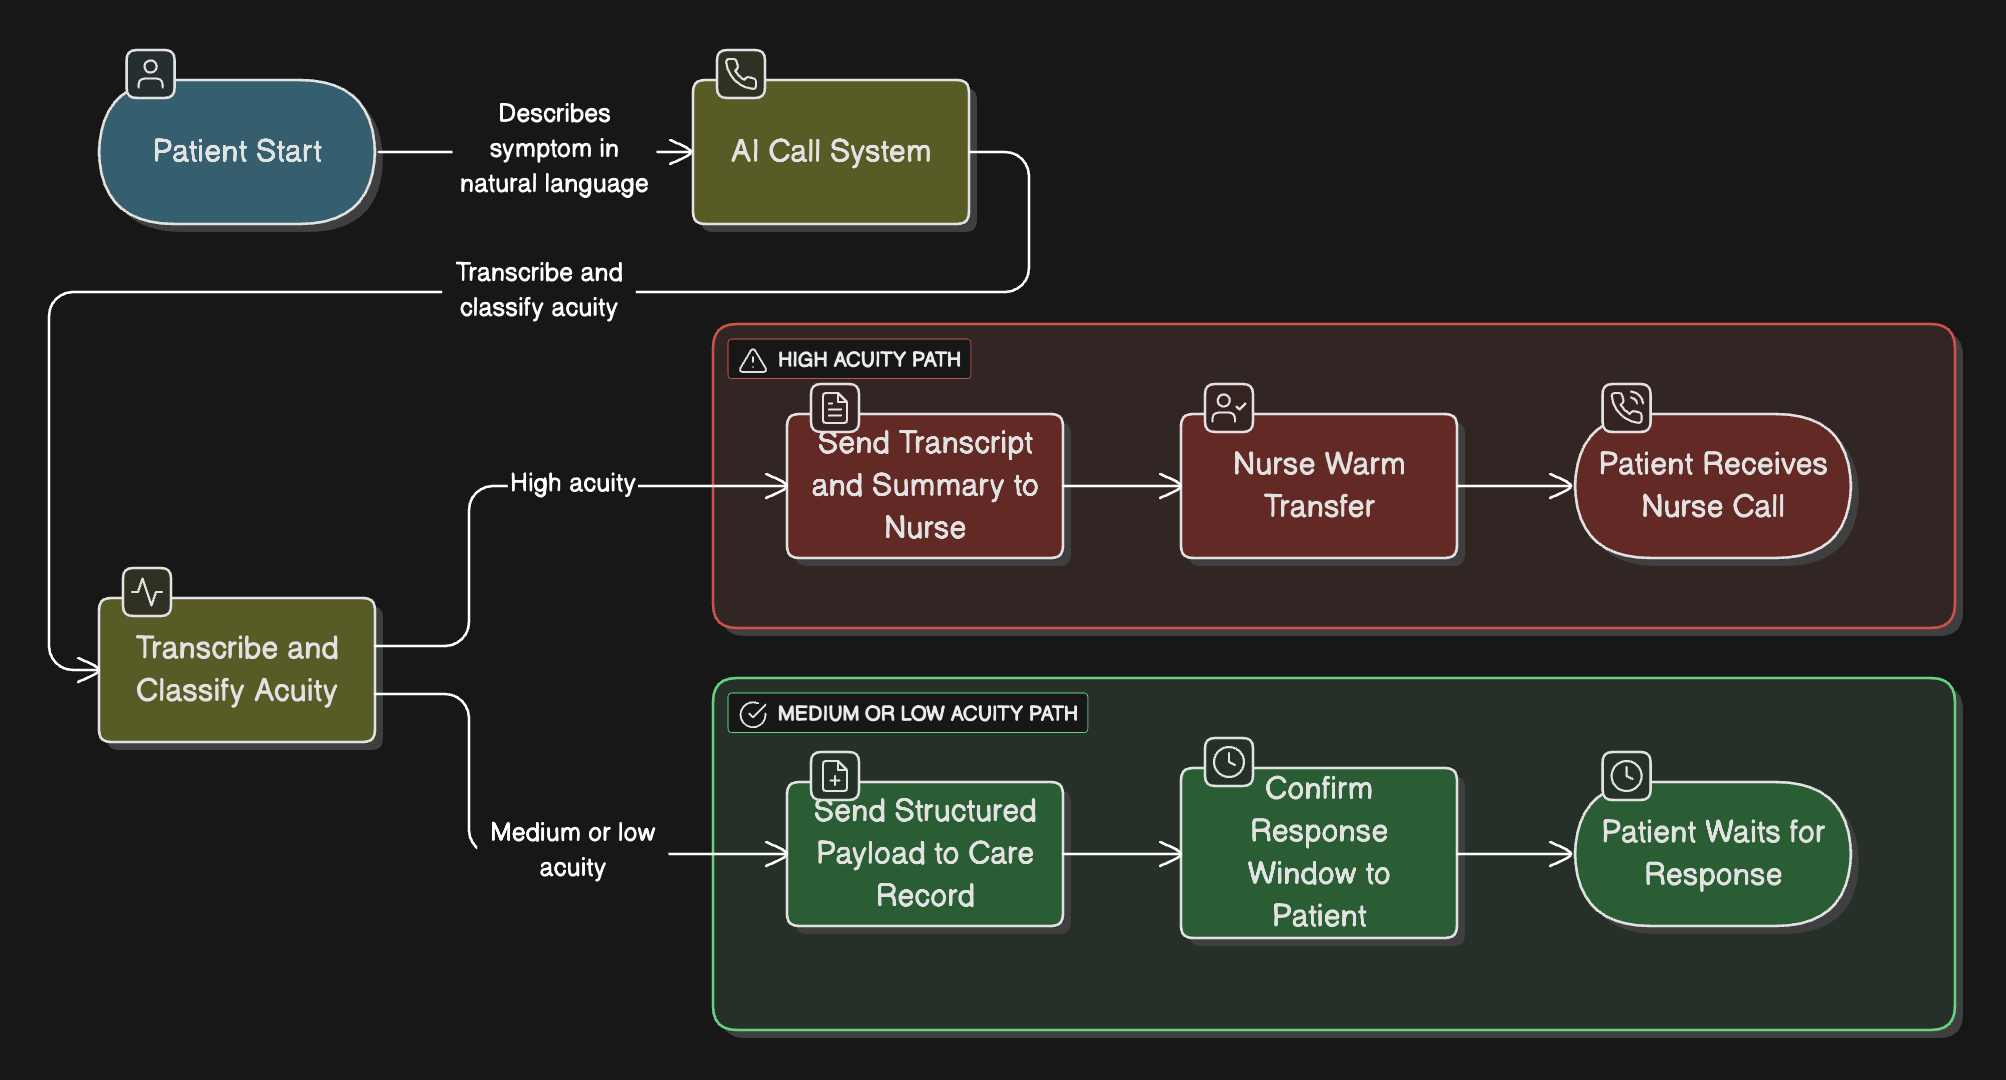 Patient Start
Describes
symptom in
natural language
AI Call System
Transcribe and
classify acuity
HIGH ACUITY PATH
High acuity
Send Transcript
and Summary to
Nurse
Nurse Warm
Transfer
Patient Receives
Nurse Call
Transcribe and
Classify Acuity
MEDIUM OR LOW ACUITY PATH
Medium or low
acuity
Send Structured
Payload to Care
Record
Confirm
Response
Window to
Patient
Patient Waits for
Response